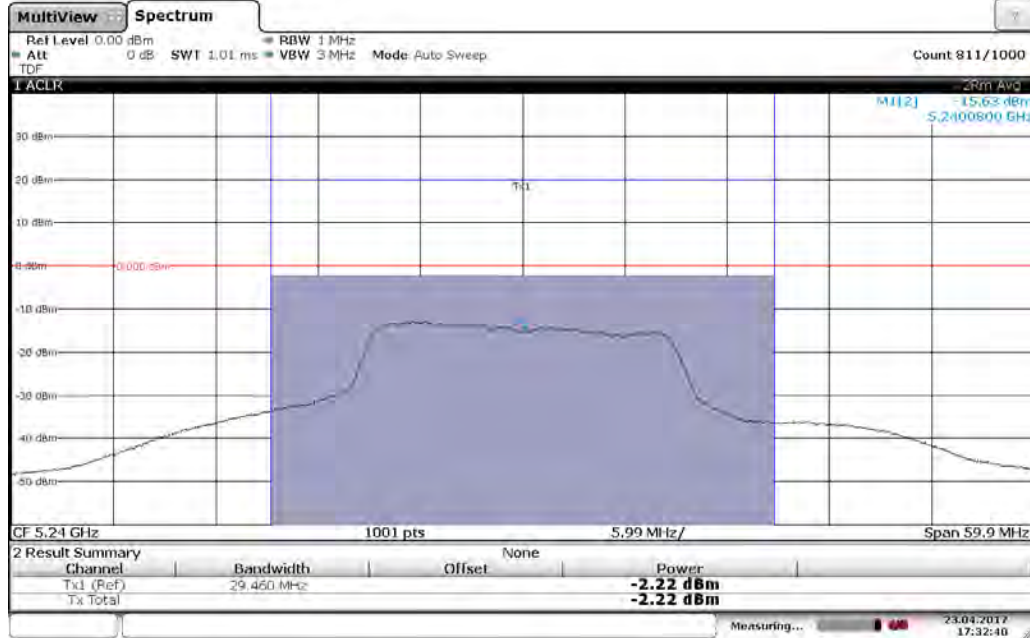 MultiView Spectrum
Ref Level 0.00 dBm RBW 1 MHz
Att 0 dB SWT 1.01 ms VBW 3 MHz Mode Auto Sweep Count 811/1000
TDF
1 ACLR 2Rm Avg
M1[2] -15.63 dBm
5.2400800 GHz
30 dBm
20 dBm
Tx1
10 dBm
0 dBm 0.000 dBm
-10 dBm
-20 dBm
-30 dBm
-40 dBm
-50 dBm
CF 5.24 GHz 1001 pts 5.99 MHz/ Span 59.9 MHz
2 Result Summary None
Channel Bandwidth Offset Power
Tx1 (Ref) 29.460 MHz -2.22 dBm
Tx Total -2.22 dBm
Measuring... 23.04.2017
17:32:40